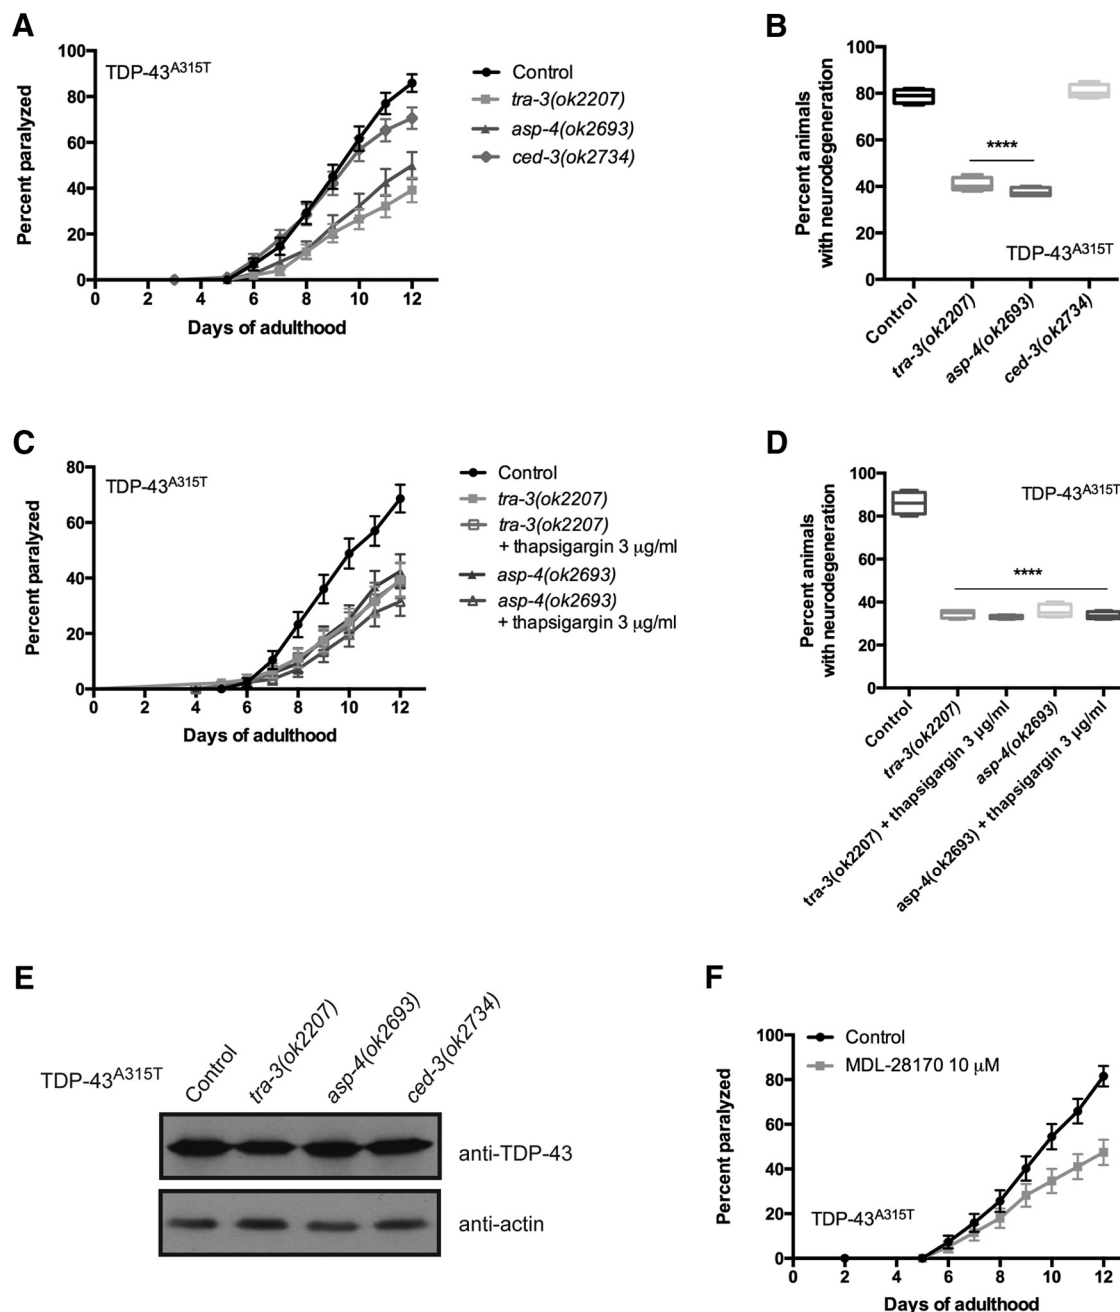 A
TDP-43A315T
Percent paralyzed
100
80
60
40
20
0
0 2 4 6 8 10 12
Days of adulthood
Control
tra-3(ok2207)
asp-4(ok2693)
ced-3(ok2734)
B
Percent animals
with neurodegeneration
100
80
60
40
20
0
****
TDP-43A315T
Control
tra-3(ok2207)
asp-4(ok2693)
ced-3(ok2734)
C
TDP-43A315T
Percent paralyzed
80
60
40
20
0
0 2 4 6 8 10 12
Days of adulthood
Control
tra-3(ok2207)
tra-3(ok2207)
+ thapsigargin 3 μg/ml
asp-4(ok2693)
asp-4(ok2693)
+ thapsigargin 3 μg/ml
D
TDP-43A315T
Percent animals
with neurodegeneration
100
80
60
40
20
0
****
Control
tra-3(ok2207)
tra-3(ok2207) + thapsigargin 3 μg/ml
asp-4(ok2693)
asp-4(ok2693) + thapsigargin 3 μg/ml
E
TDP-43A315T
Control
tra-3(ok2207)
asp-4(ok2693)
ced-3(ok2734)
anti-TDP-43
anti-actin
F
Percent paralyzed
100
80
60
40
20
0
Control
MDL-28170 10 μM
TDP-43A315T
0 2 4 6 8 10 12
Days of adulthood